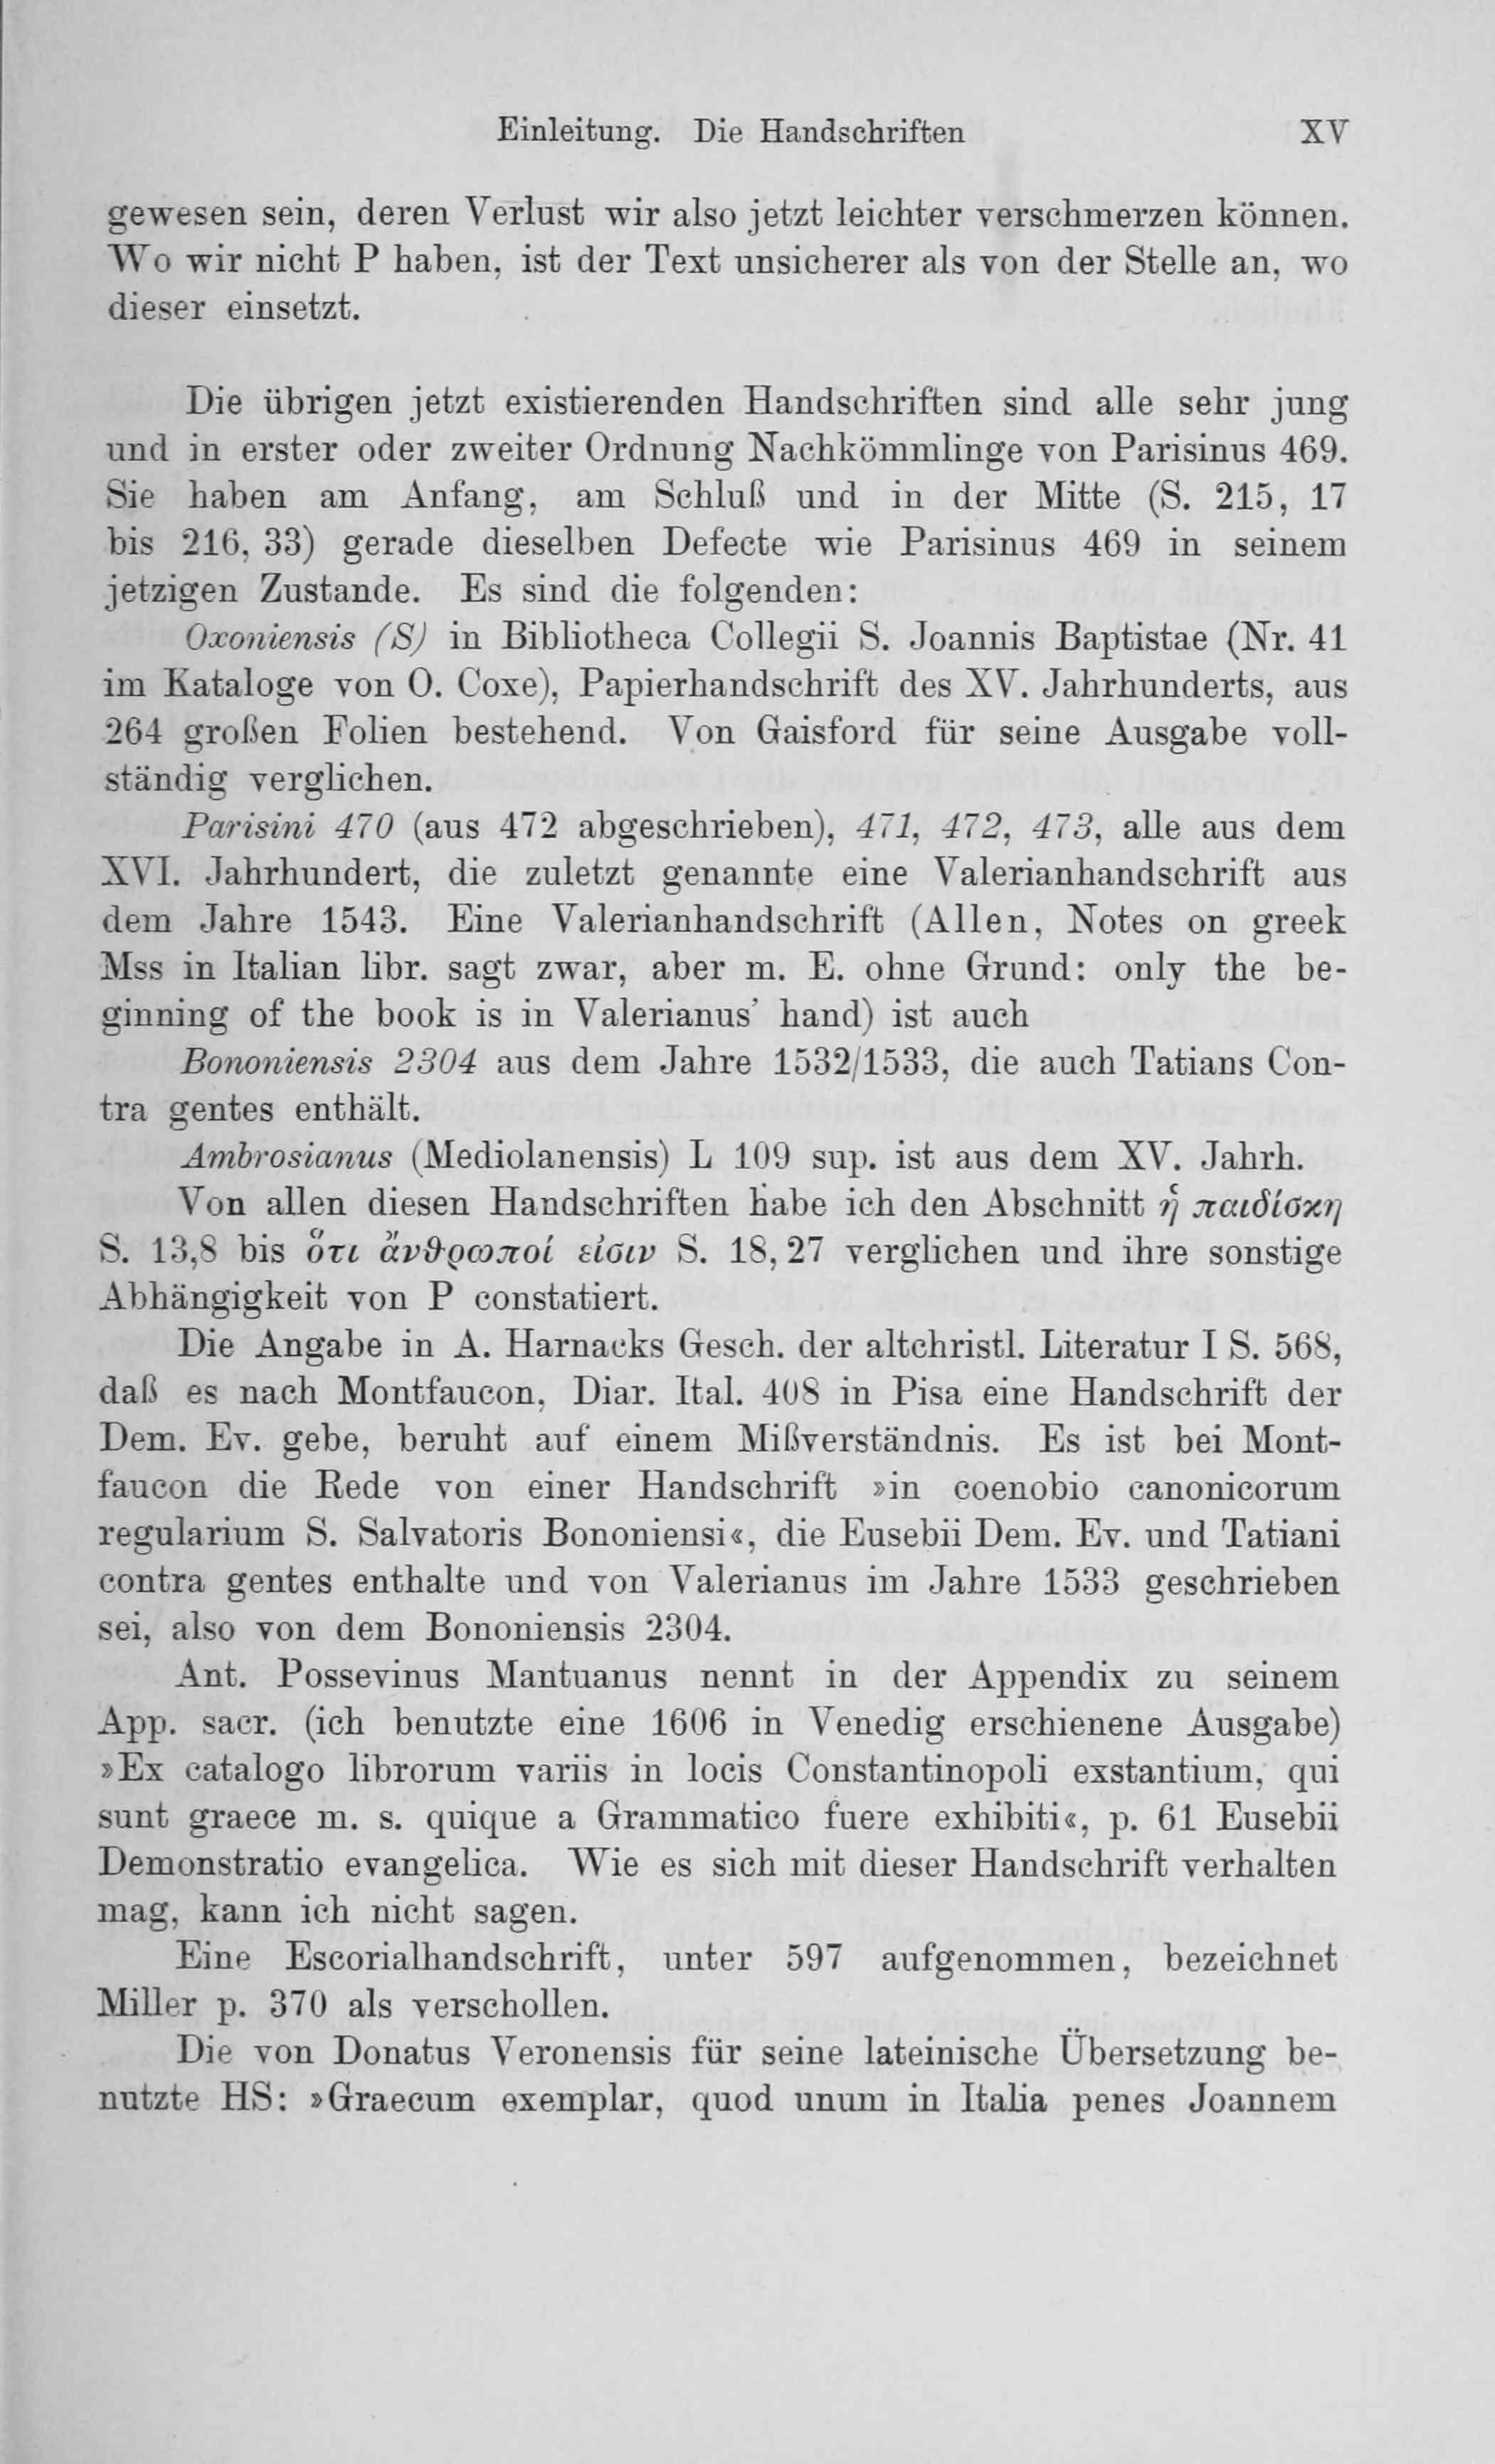 Einleitung. Die Handschriften XV
gewesen sein, deren Verlust wir also jetzt leichter verschmerzen können.
Wo wir nicht P haben, ist der Text unsicherer als von der Stelle an, wo
dieser einsetzt.
Die übrigen jetzt existierenden Handschriften sind alle sehr jung
und in erster oder zweiter Ordnung Nachkömmlinge von Parisinus 469.
Sie haben am Anfang, am Schluß und in der Mitte (S. 215, 17
bis 216, 33) gerade dieselben Defecte wie Parisinus 469 in seinem
jetzigen Zustande. Es sind die folgenden:
Oxoniensis (S) in Bibliotheca Collegii S. Joannis Baptistae (Nr. 41
im Kataloge von O. Coxe), Papierhandschrift des XV. Jahrhunderts, aus
264 großen Folien bestehend. Von Gaisford für seine Ausgabe voll-
ständig verglichen.
Parisini 470 (aus 472 abgeschrieben), 471, 472, 473, alle aus dem
XVI. Jahrhundert, die zuletzt genannte eine Valerianhandschrift aus
dem Jahre 1543. Eine Valerianhandschrift (Allen, Notes on greek
Mss in Italian libr. sagt zwar, aber m. E. ohne Grund: only the be-
ginning of the book is in Valerianus' hand) ist auch
Bononiensis 2304 aus dem Jahre 1532/1533, die auch Tatians Con-
tra gentes enthält.
Ambrosianus (Mediolanensis) L 109 sup. ist aus dem XV. Jahrh.
Von allen diesen Handschriften habe ich den Abschnitt ἡ παιδίσκη
S. 13,8 bis ὅτι ἄνθρωποί εἰσιν S. 18,27 verglichen und ihre sonstige
Abhängigkeit von P constatiert.
Die Angabe in A. Harnacks Gesch. der altchristl. Literatur I S. 568,
daß es nach Montfaucon, Diar. Ital. 408 in Pisa eine Handschrift der
Dem. Ev. gebe, beruht auf einem Mißverständnis. Es ist bei Mont-
faucon die Rede von einer Handschrift »in coenobio canonicorum
regularium S. Salvatoris Bononiensi«, die Eusebii Dem. Ev. und Tatiani
contra gentes enthalte und von Valerianus im Jahre 1533 geschrieben
sei, also von dem Bononiensis 2304.
Ant. Possevinus Mantuanus nennt in der Appendix zu seinem
App. sacr. (ich benutzte eine 1606 in Venedig erschienene Ausgabe)
»Ex catalogo librorum variis in locis Constantinopoli exstantium, qui
sunt graece m. s. quique a Grammatico fuere exhibiti«, p. 61 Eusebii
Demonstratio evangelica. Wie es sich mit dieser Handschrift verhalten
mag, kann ich nicht sagen.
Eine Escorialhandschrift, unter 597 aufgenommen, bezeichnet
Miller p. 370 als verschollen.
Die von Donatus Veronensis für seine lateinische Übersetzung be-
nutzte HS: »Graecum exemplar, quod unum in Italia penes Joannem